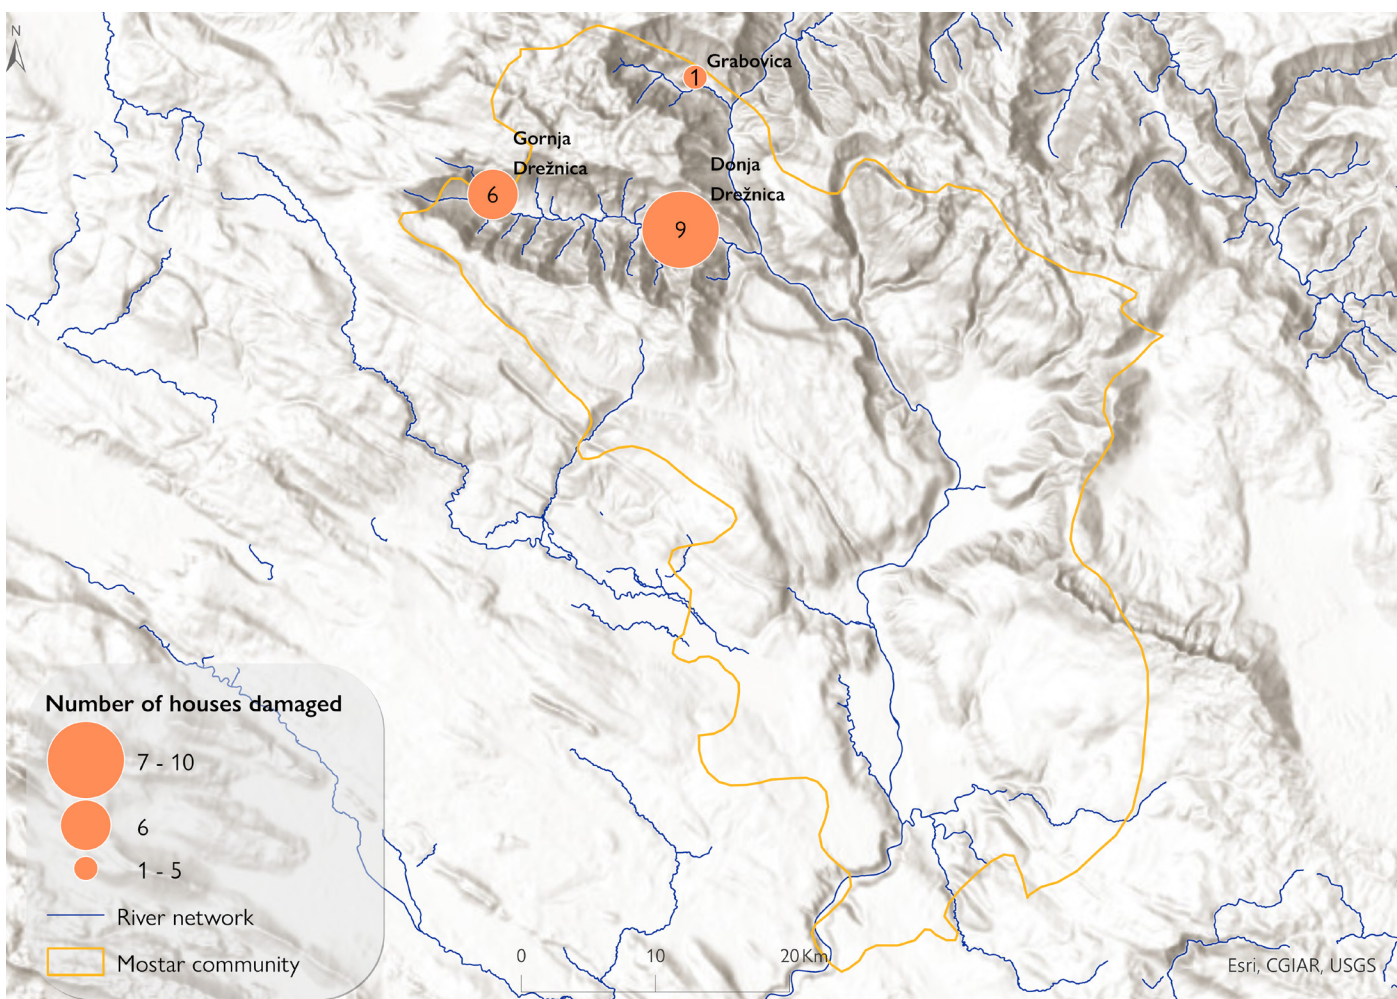 N
Grabovica
1
Gornja
Drežnica
6
Donja
Drežnica
9
Number of houses damaged
7 - 10
6
1 - 5
River network
Mostar community
0 10 20 Km
Esri, CGIAR, USGS